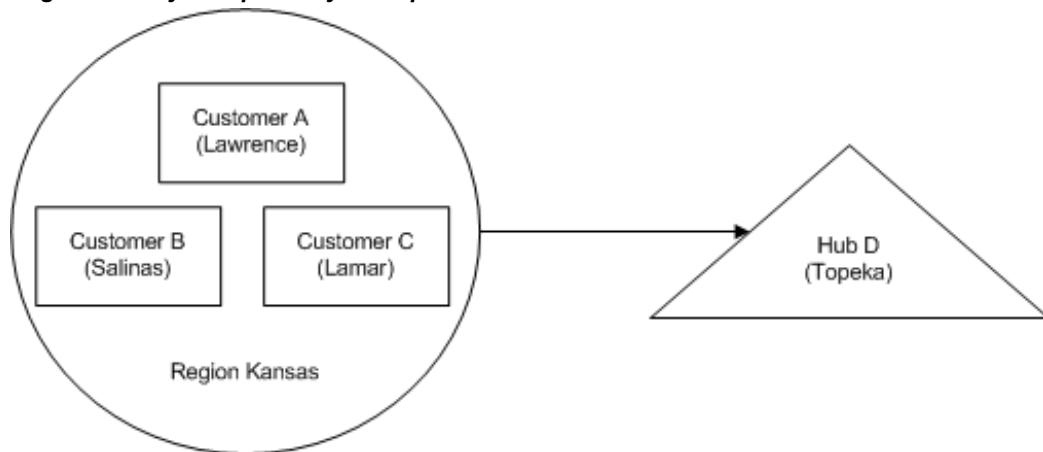 Customer A
(Lawrence)
Customer B
(Salinas)
Customer C
(Lamar)
Region Kansas
Hub D
(Topeka)